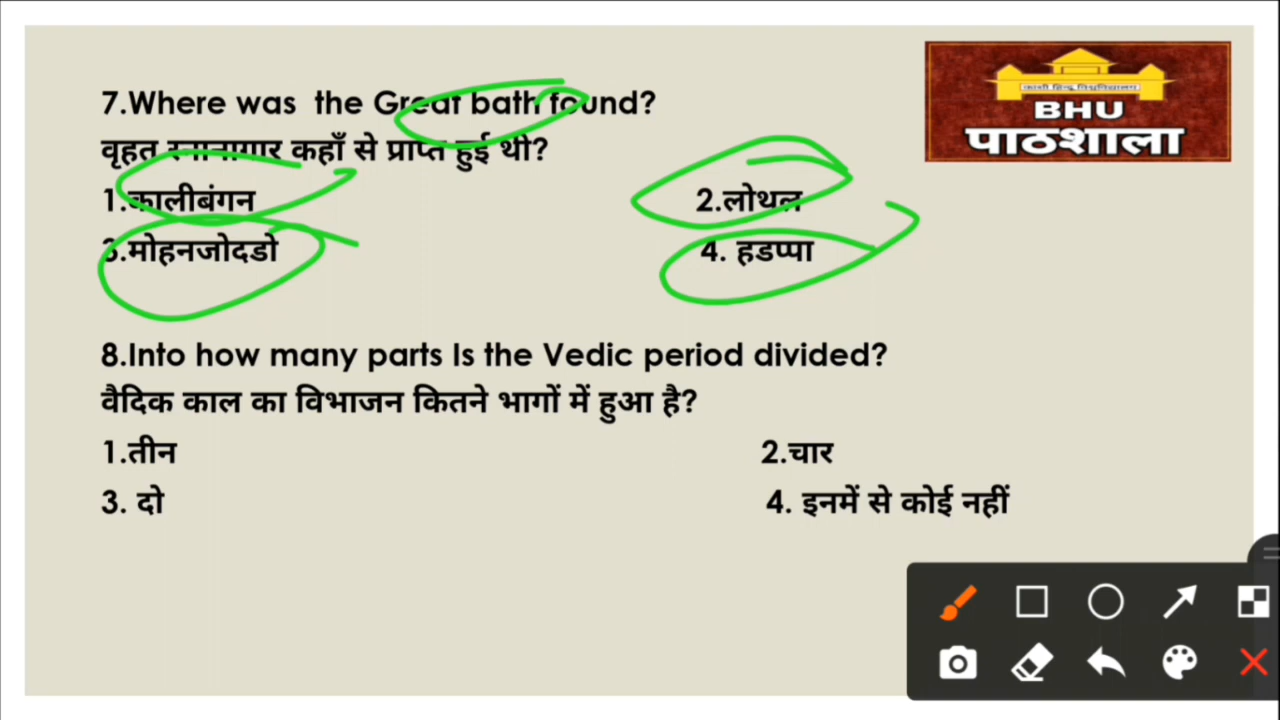 7.Where was the Great bath found?
वृहत स्नानागार कहाँ से प्राप्त हुई थी?
1.कालीबंगन 2.लोथल
3.मोहनजोदडो 4. हडप्पा
8.Into how many parts Is the Vedic period divided?
वैदिक काल का विभाजन कितने भागों में हुआ है?
1.तीन 2.चार
3. दो 4. इनमें से कोई नहीं
काशी हिन्दू विश्वविद्यालय
BHU
पाठशाला